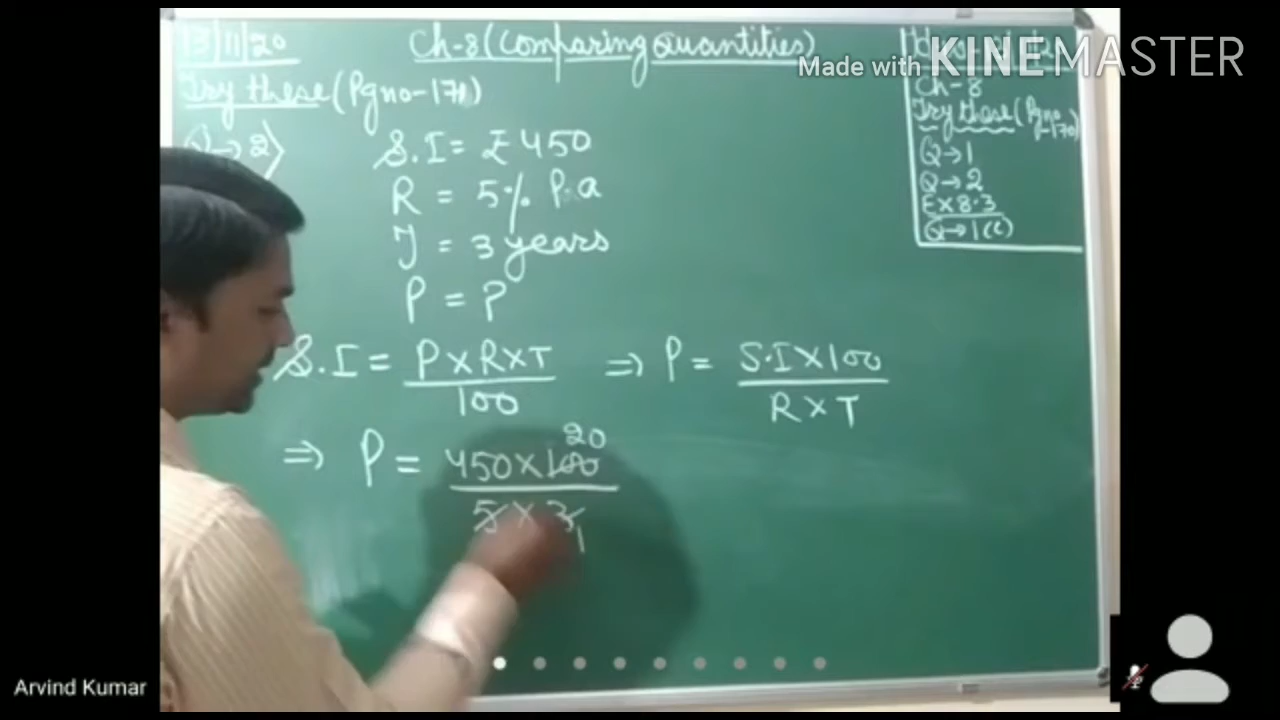 13|11|20
Ch-8 (Comparing Quantities)
Made with KINEMASTER
Try these (Pg no-171)
Q→2>
S.I = ₹ 450
R = 5% P.a
T = 3 years
P = ?
S.I = P×R×T / 100 ⇒ P = S.I×100 / R×T
20
⇒ P = 450×100 / 5×3
1
Ch-8
Try these (Pg no -170)
Q→1
Q→2
Ex 8.3
Q→1(c)
Arvind Kumar